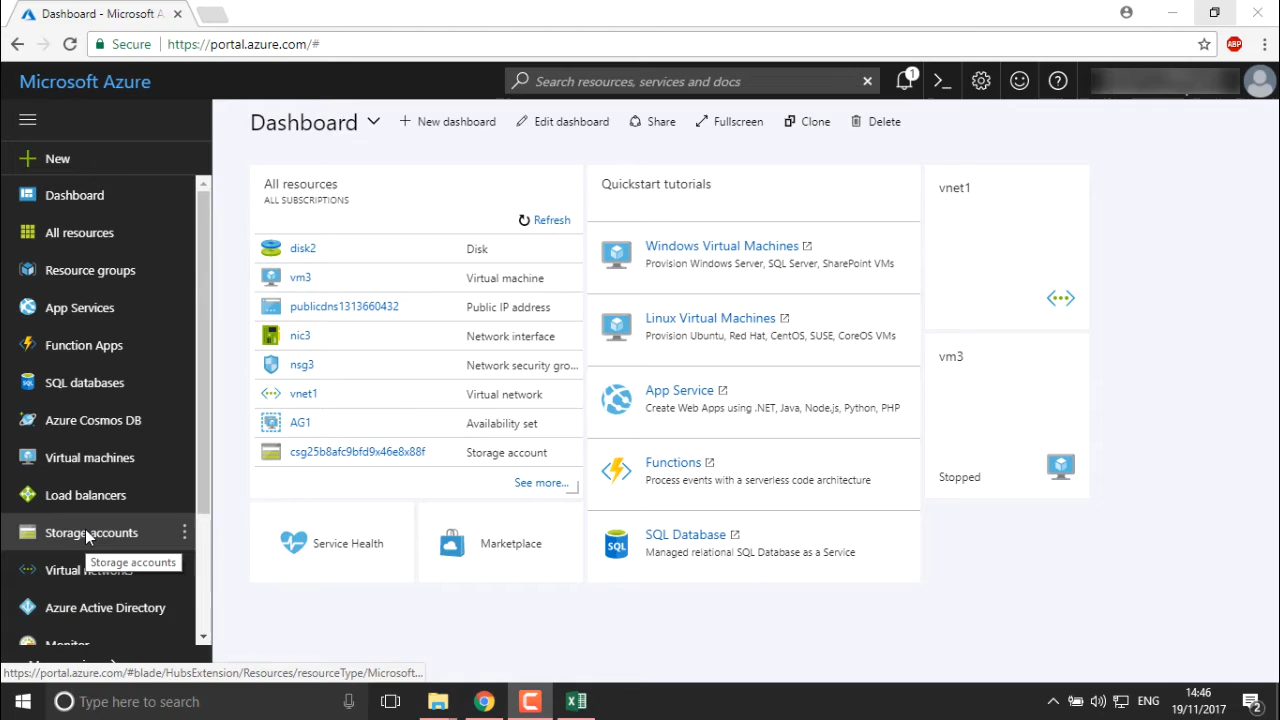 Dashboard - Microsoft A
Secure
https://portal.azure.com/#
ABP
Microsoft Azure
Search resources, services and docs
1
New
Dashboard
All resources
Resource groups
App Services
Function Apps
SQL databases
Azure Cosmos DB
Virtual machines
Load balancers
Storage accounts
Storage accounts
Virtual
Azure Active Directory
Monitor
Dashboard
New dashboard
Edit dashboard
Share
Fullscreen
Clone
Delete
All resources
ALL SUBSCRIPTIONS
Refresh
disk2 Disk
vm3 Virtual machine
publicdns1313660432 Public IP address
nic3 Network interface
nsg3 Network security gro...
vnet1 Virtual network
AG1 Availability set
csg25b8afc9bfd9x46e8x88f Storage account
See more...
Service Health
Marketplace
Quickstart tutorials
Windows Virtual Machines
Provision Windows Server, SQL Server, SharePoint VMs
Linux Virtual Machines
Provision Ubuntu, Red Hat, CentOS, SUSE, CoreOS VMs
App Service
Create Web Apps using .NET, Java, Node.js, Python, PHP
Functions
Process events with a serverless code architecture
SQL
SQL Database
Managed relational SQL Database as a Service
vnet1
vm3
Stopped
https://portal.azure.com/#blade/HubsExtension/Resources/resourceType/Microsoft...
Type here to search
ENG
14:46
19/11/2017
2